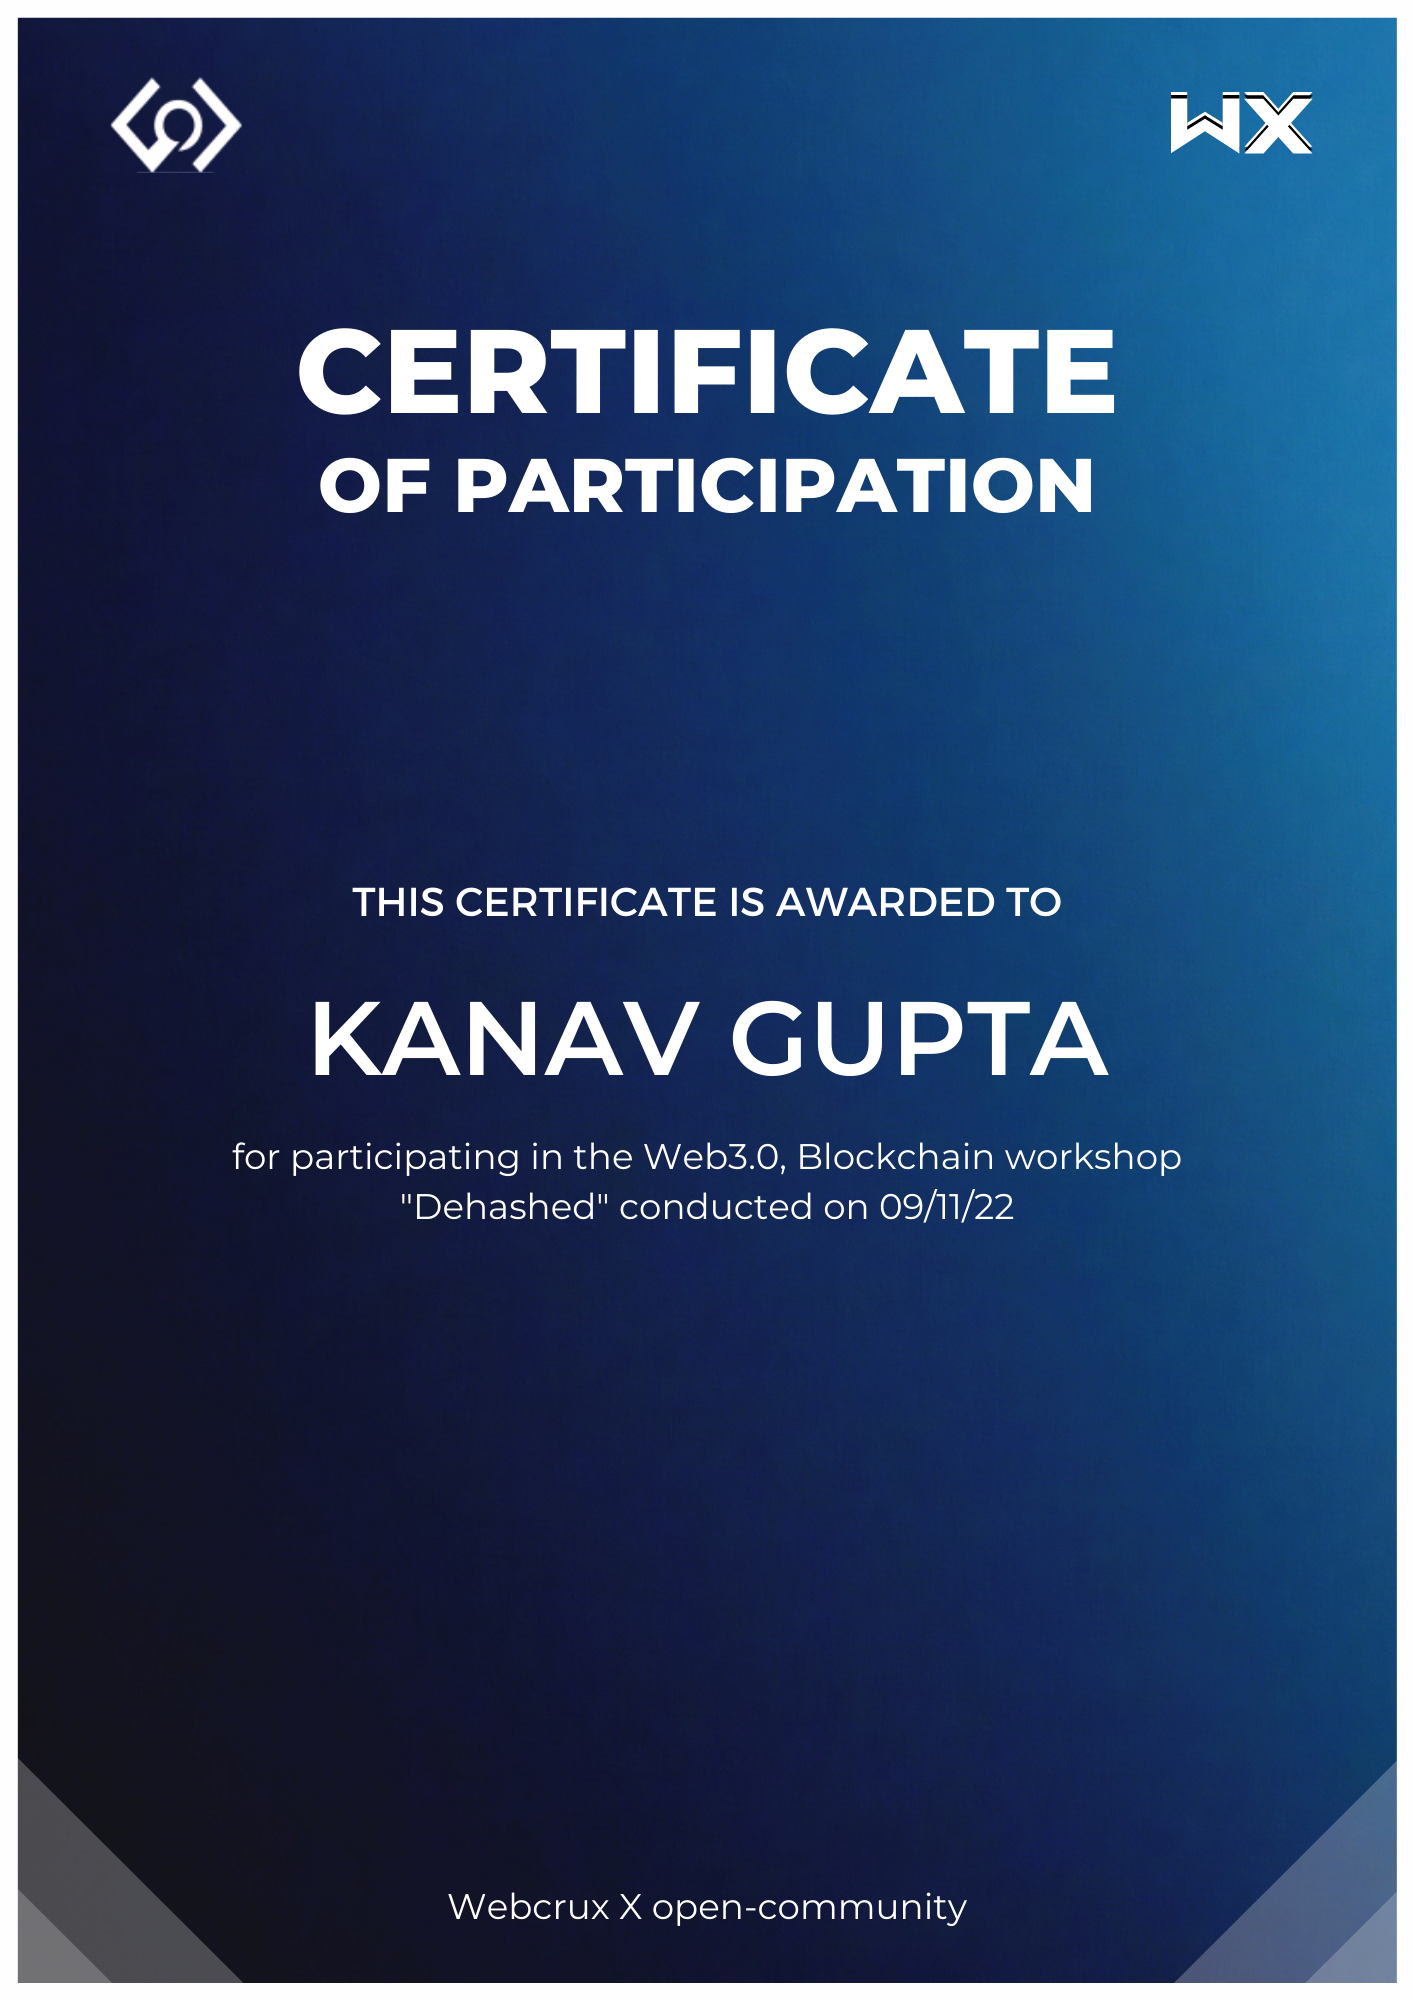 WX
CERTIFICATE
OF PARTICIPATION
THIS CERTIFICATE IS AWARDED TO
KANAV GUPTA
for participating in the Web3.0, Blockchain workshop
"Dehashed" conducted on 09/11/22
Webcrux X open-community